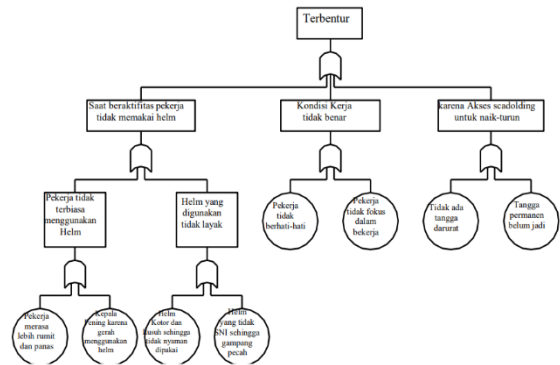 Terbentur
Saat beraktifitas pekerja
tidak memakai helm
Kondisi Kerja
tidak benar
karena Akses scadolding
untuk naik-turun
Pekerja tidak
terbiasa
menggunakan
Helm
Helm yang
digunakan
tidak layak
Pekerja
tidak
berhati-hati
Pekerja
tidak fokus
dalam
bekerja
Tidak ada
tangga
darurat
Tangga
permanen
belum jadi
Pekerja
merasa
lebih rumit
dan panas
Kepala
Pening karena
gerah
menggunakan
helm
Helm
Kotor dan
Lusuh sehingga
tidak nyaman
dipakai
Helm
yang tidak
SNI sehingga
gampang
pecah